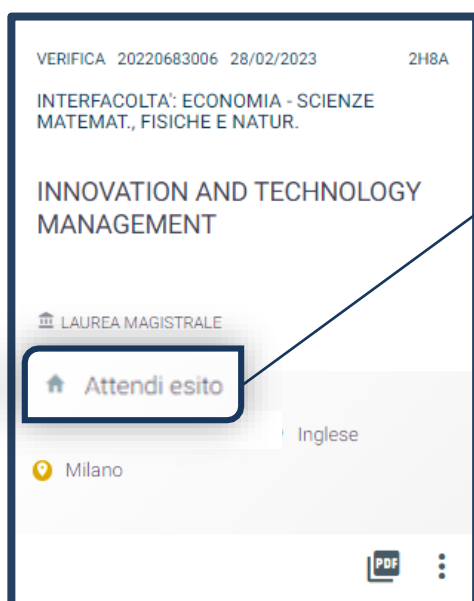 VERIFICA 20220683006 28/02/2023 2H8A
INTERFACOLTA': ECONOMIA - SCIENZE
MATEMAT., FISICHE E NATUR.
INNOVATION AND TECHNOLOGY
MANAGEMENT
LAUREA MAGISTRALE
Attendi esito
Inglese
Milano
PDF